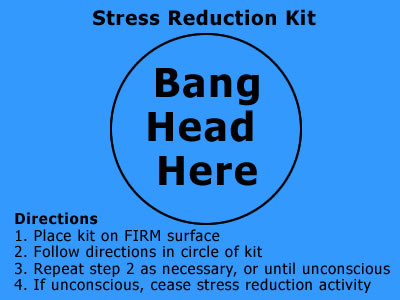 Stress Reduction Kit
Bang
Head
Here
Directions
1. Place kit on FIRM surface
2. Follow directions in circle of kit
3. Repeat step 2 as necessary, or until unconscious
4. If unconscious, cease stress reduction activity